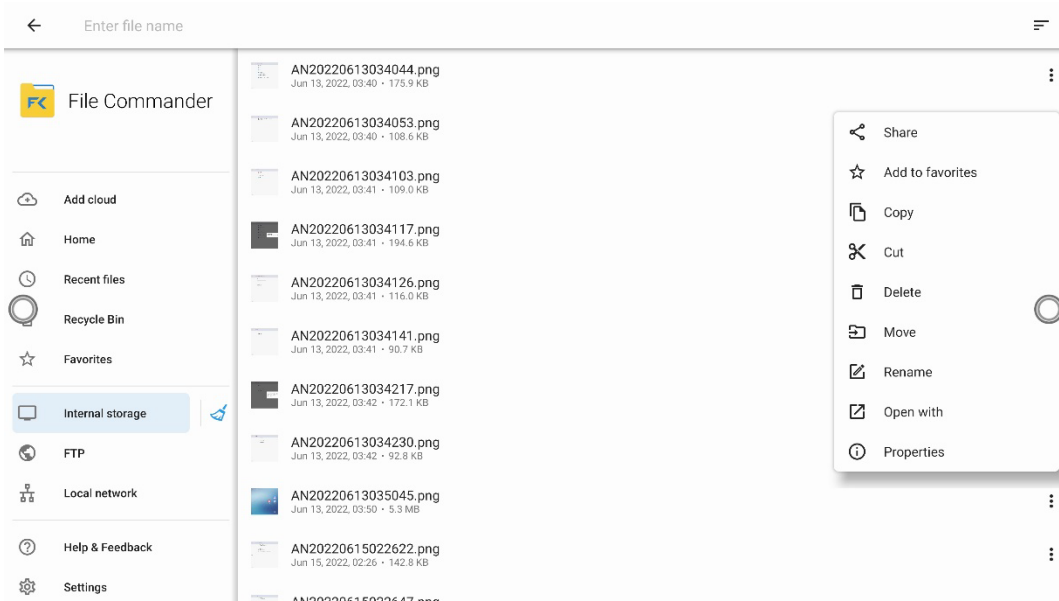 Enter file name
FC
File Commander
Add cloud
Home
Recent files
Recycle Bin
Favorites
Internal storage
FTP
Local network
Help & Feedback
Settings
AN20220613034044.png
Jun 13, 2022, 03:40 • 175.9 KB
AN20220613034053.png
Jun 13, 2022, 03:40 • 108.6 KB
AN20220613034103.png
Jun 13, 2022, 03:41 • 109.0 KB
AN20220613034117.png
Jun 13, 2022, 03:41 • 194.6 KB
AN20220613034126.png
Jun 13, 2022, 03:41 • 116.0 KB
AN20220613034141.png
Jun 13, 2022, 03:41 • 90.7 KB
AN20220613034217.png
Jun 13, 2022, 03:42 • 172.1 KB
AN20220613034230.png
Jun 13, 2022, 03:42 • 92.8 KB
AN20220613035045.png
Jun 13, 2022, 03:50 • 5.3 MB
AN20220615022622.png
Jun 15, 2022, 02:26 • 142.8 KB
AN20220615022647.png
Share
Add to favorites
Copy
Cut
Delete
Move
Rename
Open with
Properties